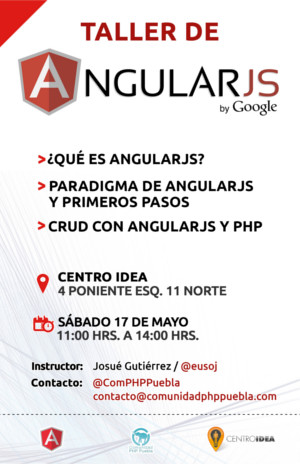 TALLER DE
ANGULARJS
by Google
>¿QUÉ ES ANGULARJS?
>PARADIGMA DE ANGULARJS
Y PRIMEROS PASOS
>CRUD CON ANGULARJS Y PHP
CENTRO IDEA
4 PONIENTE ESQ. 11 NORTE
SÁBADO 17 DE MAYO
11:00 HRS. A 14:00 HRS.
Instructor: Josué Gutiérrez / @eusoj
Contacto: @ComPHPPuebla
contacto@comunidadphppuebla.com
A
PHP Puebla
CENTROIDEA